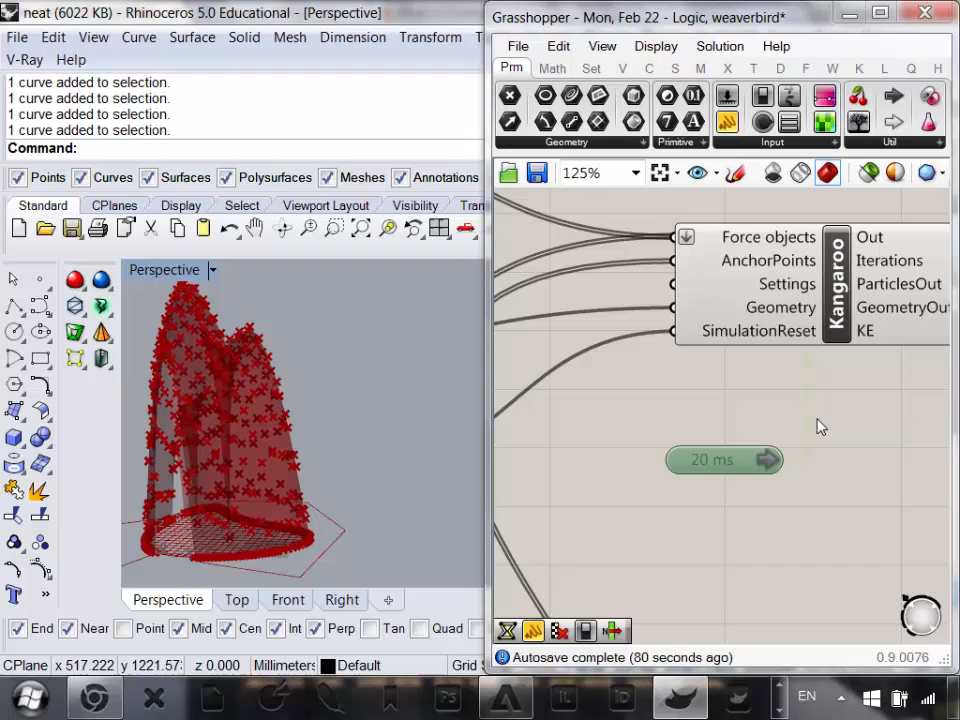 neat (6022 KB) - Rhinoceros 5.0 Educational - [Perspective]
File Edit View Curve Surface Solid Mesh Dimension Transform T
V-Ray Help
1 curve added to selection.
1 curve added to selection.
1 curve added to selection.
1 curve added to selection.
Command:
Points Curves Surfaces Polysurfaces Meshes Annotations
Standard CPlanes Display Select Viewport Layout Visibility Tran
Perspective
Perspective Top Front Right
End Near Point Mid Cen Int Perp Tan Quad
CPlane x 517.222 y 1221.57 z 0.000 Millimeters Default Grid S
Grasshopper - Mon, Feb 22 - Logic, weaverbird*
File Edit View Display Solution Help
Prm Math Set V C S M X T D F W K L Q H
Geometry Primitive Input Util
125%
Force objects Out
AnchorPoints Iterations
Settings ParticlesOut
Geometry GeometryOu
SimulationReset KE
Kangaroo
20 ms
Autosave complete (80 seconds ago) 0.9.0076
EN